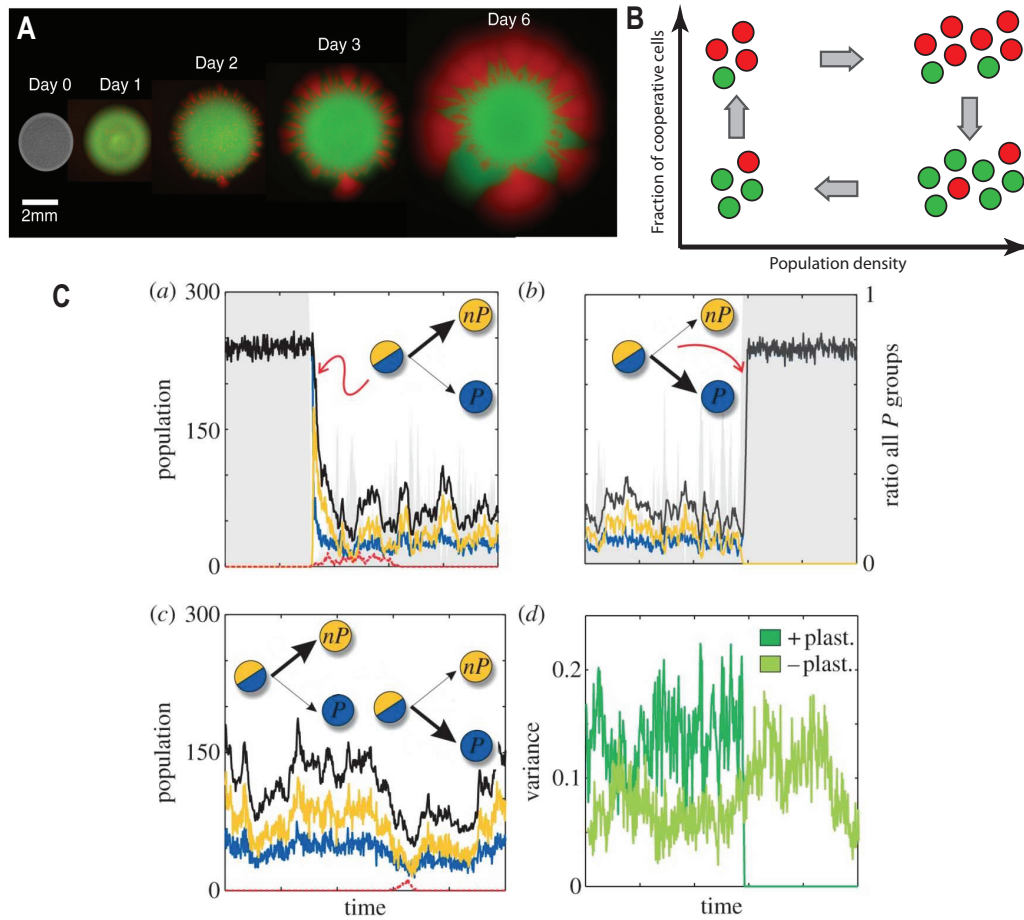 A
Day 0
Day 1
Day 2
Day 3
Day 6
2mm
B
Fraction of cooperative cells
Population density
C
(a)
300
150
0
population
nP
P
(b)
nP
P
1
0
ratio all P groups
(c)
300
150
0
population
nP
P
nP
P
time
(d)
+ plast.
– plast..
0.2
0.1
0
variance
time